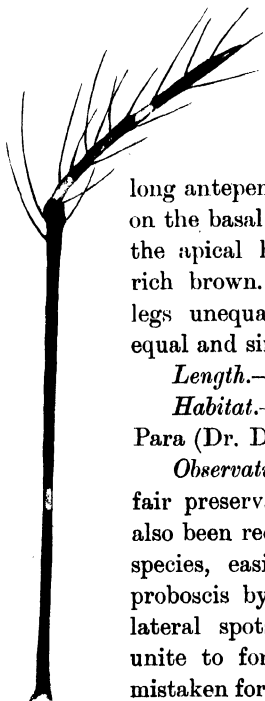 long antepen
on the basal
the apical
rich brown.
legs unequa
equal and si
Length.—
Habitat.—
Para (Dr. D
Observati
fair preserv
also been re
species, easi
proboscis by
lateral spot
unite to for
mistaken for